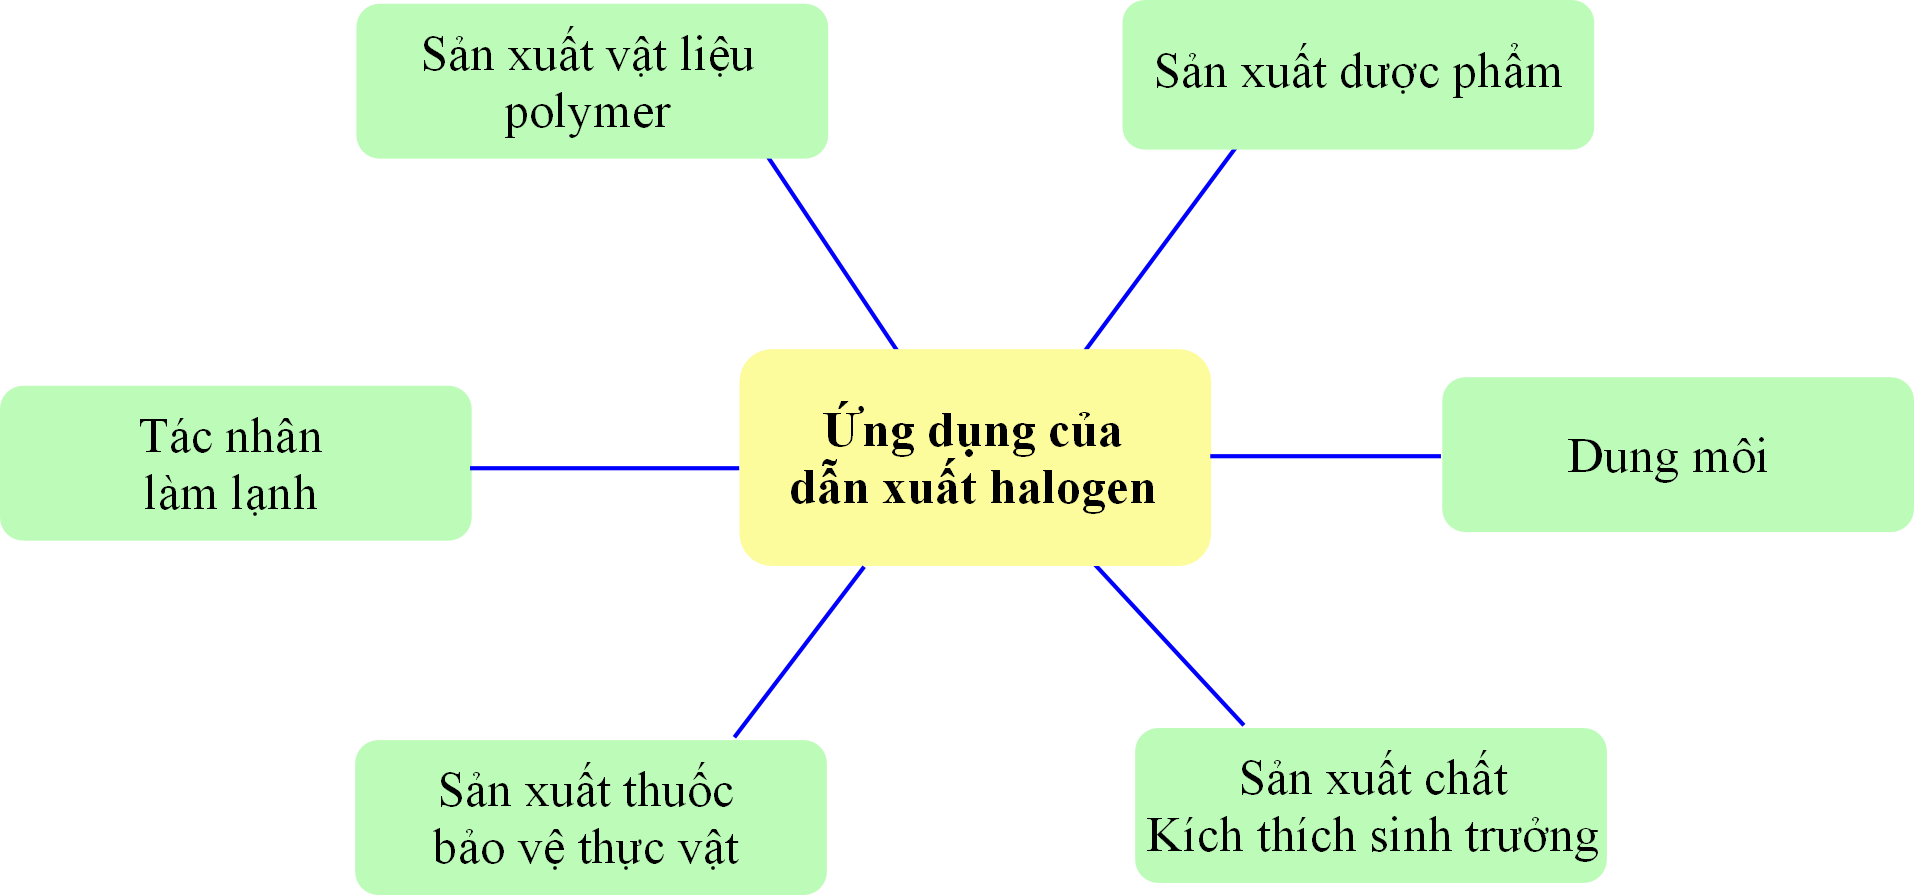 Sản xuất vật liệu
polymer
Sản xuất dược phẩm
Tác nhân
làm lạnh
Ứng dụng của
dẫn xuất halogen
Dung môi
Sản xuất thuốc
bảo vệ thực vật
Sản xuất chất
Kích thích sinh trưởng